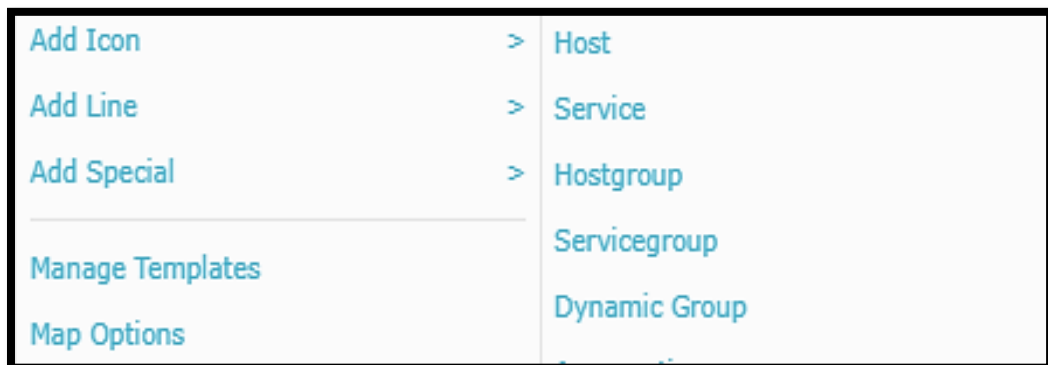 Add Icon >
Add Line >
Add Special >
Manage Templates
Map Options
Host
Service
Hostgroup
Servicegroup
Dynamic Group